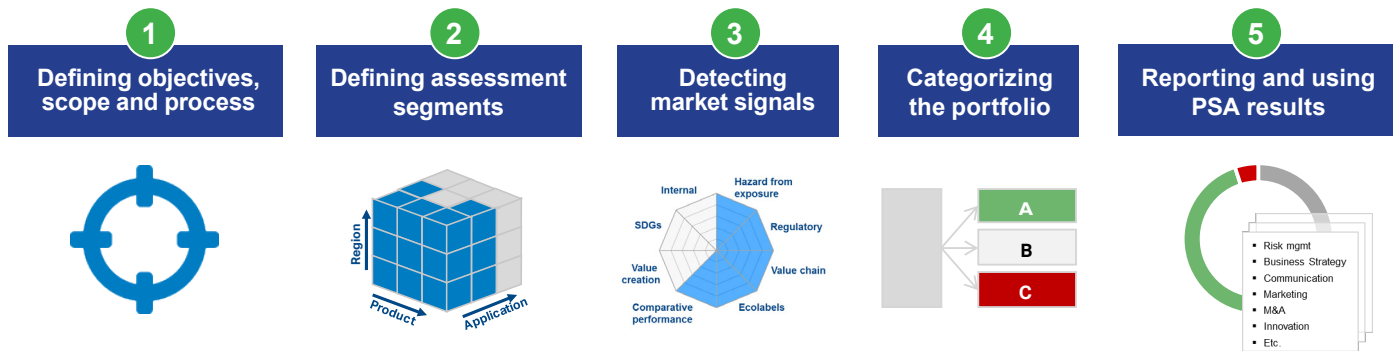 1
Defining objectives,
scope and process
2
Defining assessment
segments
3
Detecting
market signals
4
Categorizing
the portfolio
5
Reporting and using
PSA results
Region
Product
Application
Internal
Hazard from
exposure
SDGs
Regulatory
Value
creation
Value chain
Comparative
performance
Ecolabels
A
B
C
▪ Risk mgmt
▪ Business Strategy
▪ Communication
▪ Marketing
▪ M&A
▪ Innovation
▪ Etc.